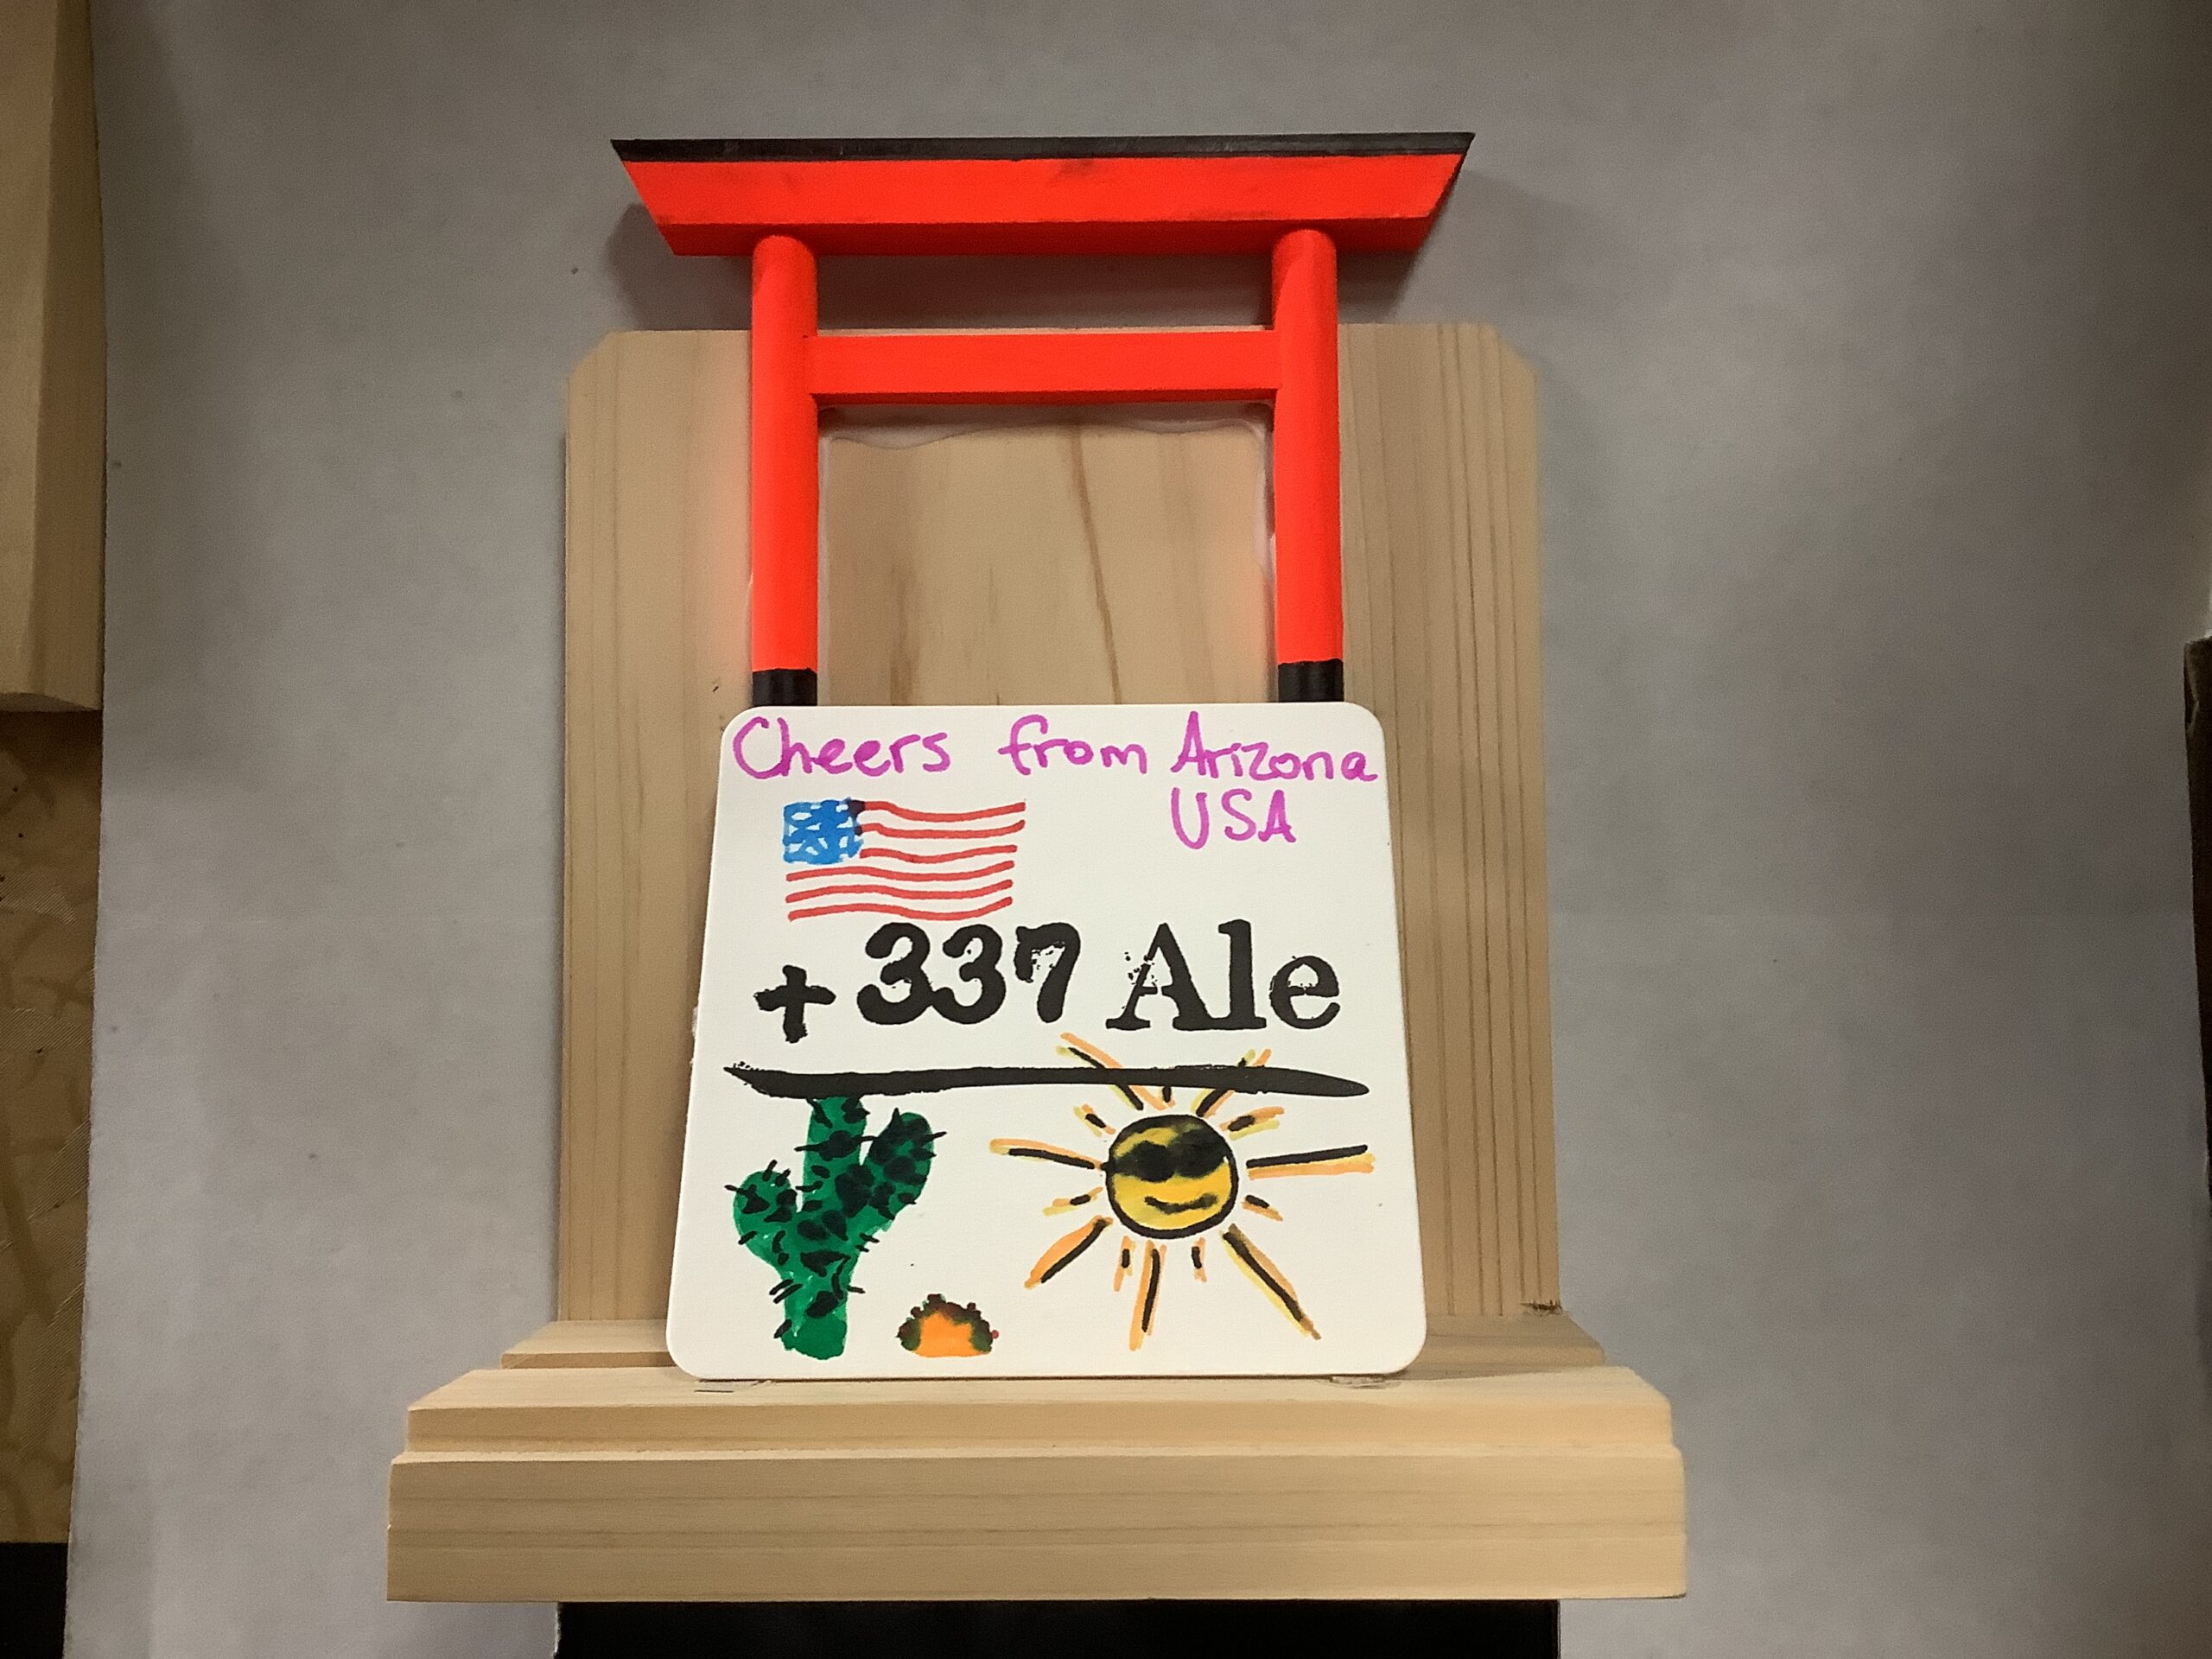 Cheers from Arizona
USA
+337 Ale